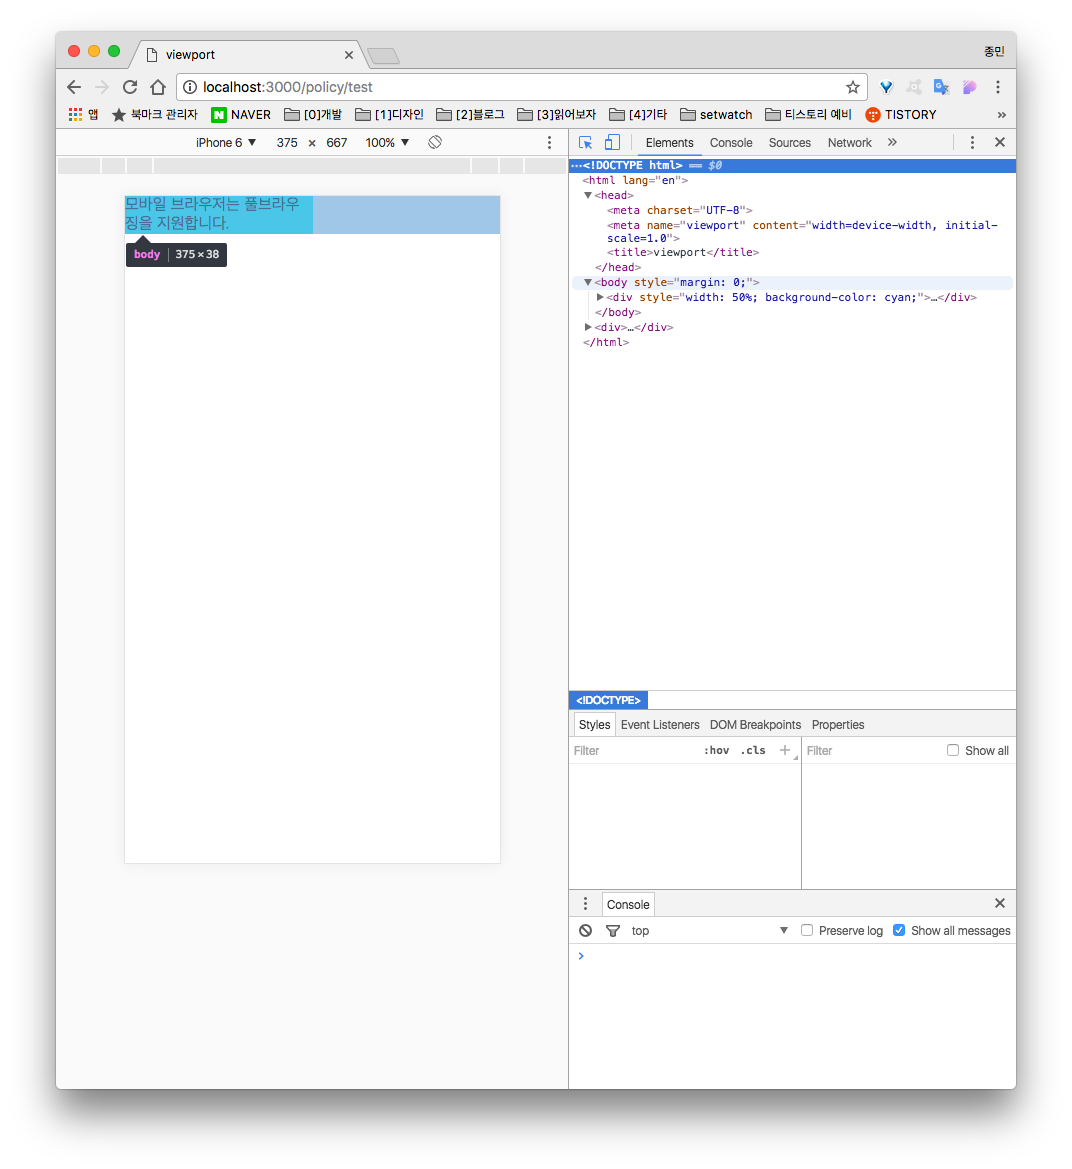 viewport
종민
localhost:3000/policy/test
앱 북마크 관리자 NAVER [0]개발 [1]디자인 [2]블로그 [3]읽어보자 [4]기타 setwatch 티스토리 예비 TISTORY »
iPhone 6 ▼ 375 × 667 100% ▼
Elements Console Sources Network »
모바일 브라우저는 풀브라우
징을 지원합니다.
body 375 × 38
•••<!DOCTYPE html> == $0
<html lang="en">
▼<head>
<meta charset="UTF-8">
<meta name="viewport" content="width=device-width, initial-
scale=1.0">
<title>viewport</title>
</head>
▼<body style="margin: 0;">
▶<div style="width: 50%; background-color: cyan;">…</div>
</body>
▶<div>…</div>
</html>
<!DOCTYPE>
Styles Event Listeners DOM Breakpoints Properties
Filter :hov .cls + Filter Show all
Console
top ▼ Preserve log Show all messages
>